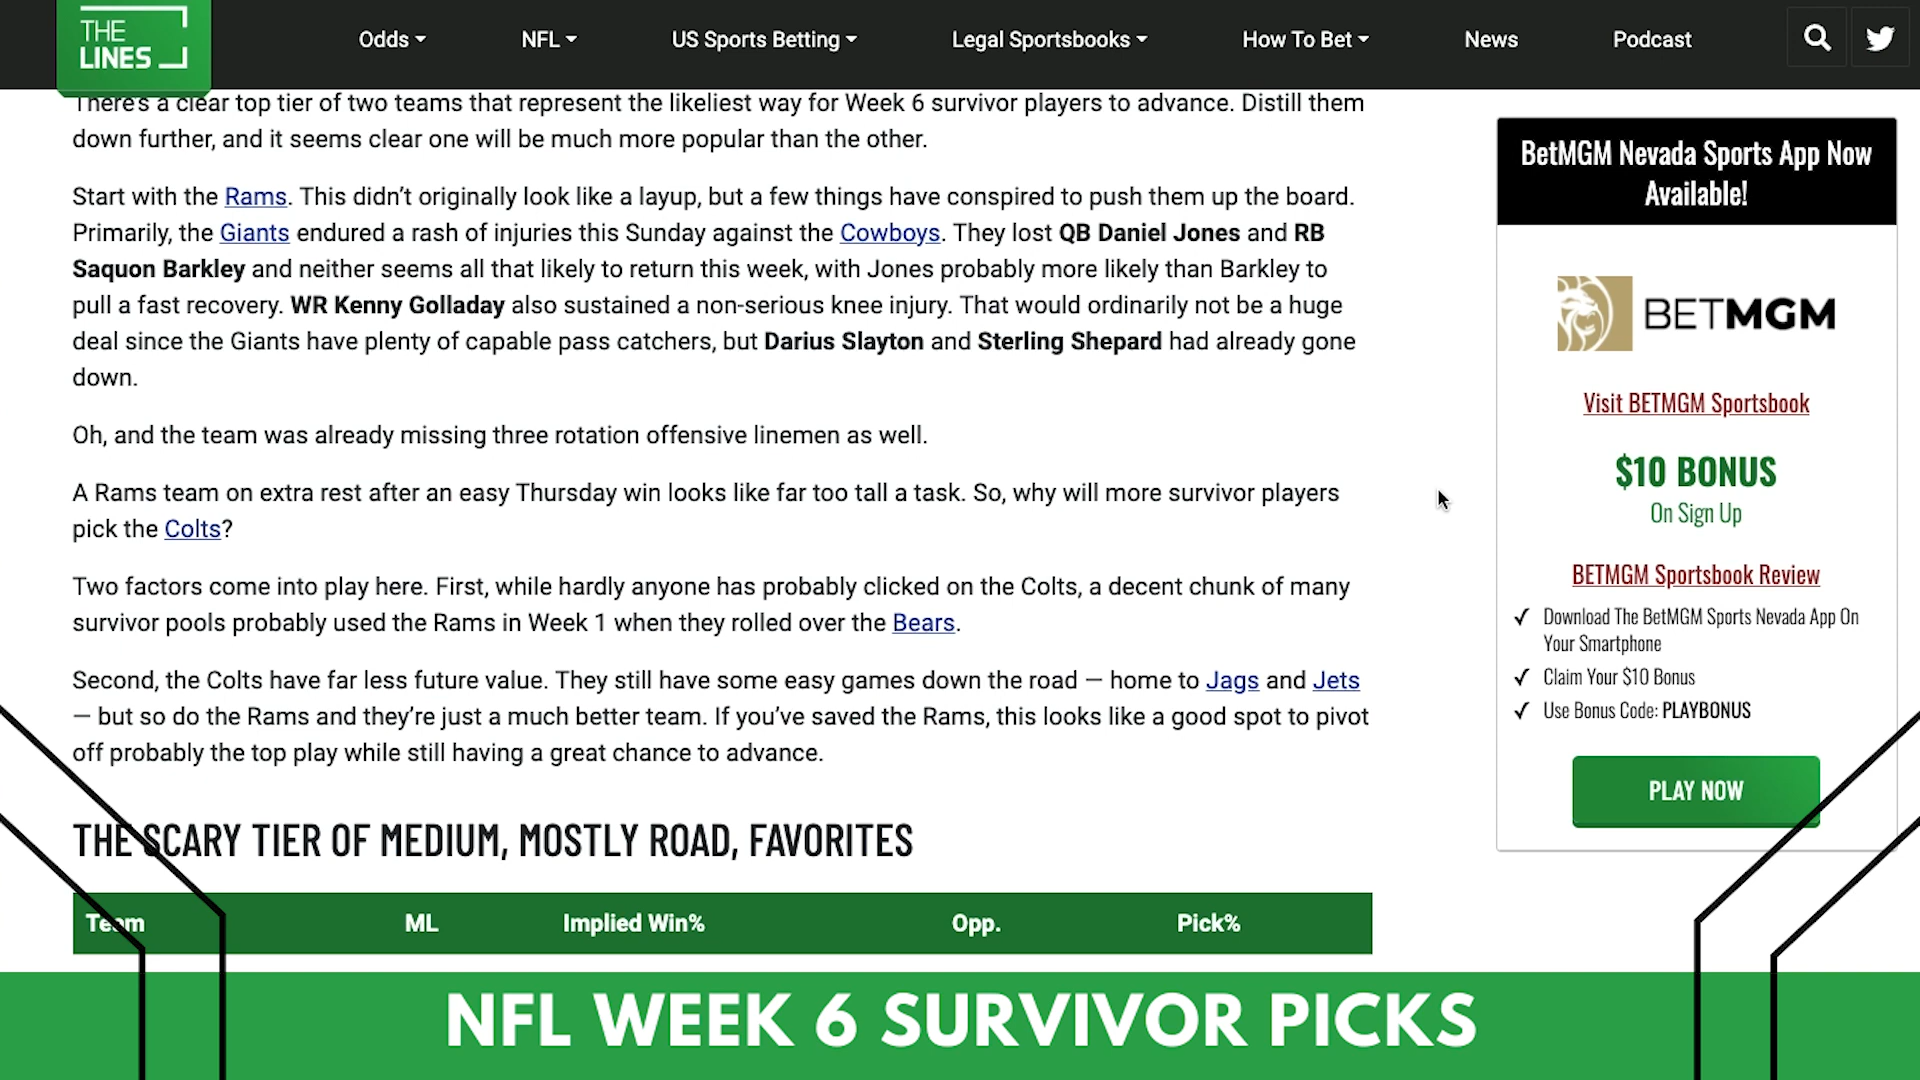 THE
LINES
Odds
NFL
US Sports Betting
Legal Sportsbooks
How To Bet
News
Podcast
There's a clear top tier of two teams that represent the likeliest way for Week 6 survivor players to advance. Distill them
down further, and it seems clear one will be much more popular than the other.
Start with the Rams. This didn't originally look like a layup, but a few things have conspired to push them up the board.
Primarily, the Giants endured a rash of injuries this Sunday against the Cowboys. They lost QB Daniel Jones and RB
Saquon Barkley and neither seems all that likely to return this week, with Jones probably more likely than Barkley to
pull a fast recovery. WR Kenny Golladay also sustained a non-serious knee injury. That would ordinarily not be a huge
deal since the Giants have plenty of capable pass catchers, but Darius Slayton and Sterling Shepard had already gone
down.
Oh, and the team was already missing three rotation offensive linemen as well.
A Rams team on extra rest after an easy Thursday win looks like far too tall a task. So, why will more survivor players
pick the Colts?
Two factors come into play here. First, while hardly anyone has probably clicked on the Colts, a decent chunk of many
survivor pools probably used the Rams in Week 1 when they rolled over the Bears.
Second, the Colts have far less future value. They still have some easy games down the road — home to Jags and Jets
— but so do the Rams and they're just a much better team. If you've saved the Rams, this looks like a good spot to pivot
off probably the top play while still having a great chance to advance.
THE SCARY TIER OF MEDIUM, MOSTLY ROAD, FAVORITES
Team ML Implied Win% Opp. Pick%
BetMGM Nevada Sports App Now
Available!
BETMGM
Visit BETMGM Sportsbook
$10 BONUS
On Sign Up
BETMGM Sportsbook Review
✓ Download The BetMGM Sports Nevada App On
Your Smartphone
✓ Claim Your $10 Bonus
✓ Use Bonus Code: PLAYBONUS
PLAY NOW
NFL WEEK 6 SURVIVOR PICKS